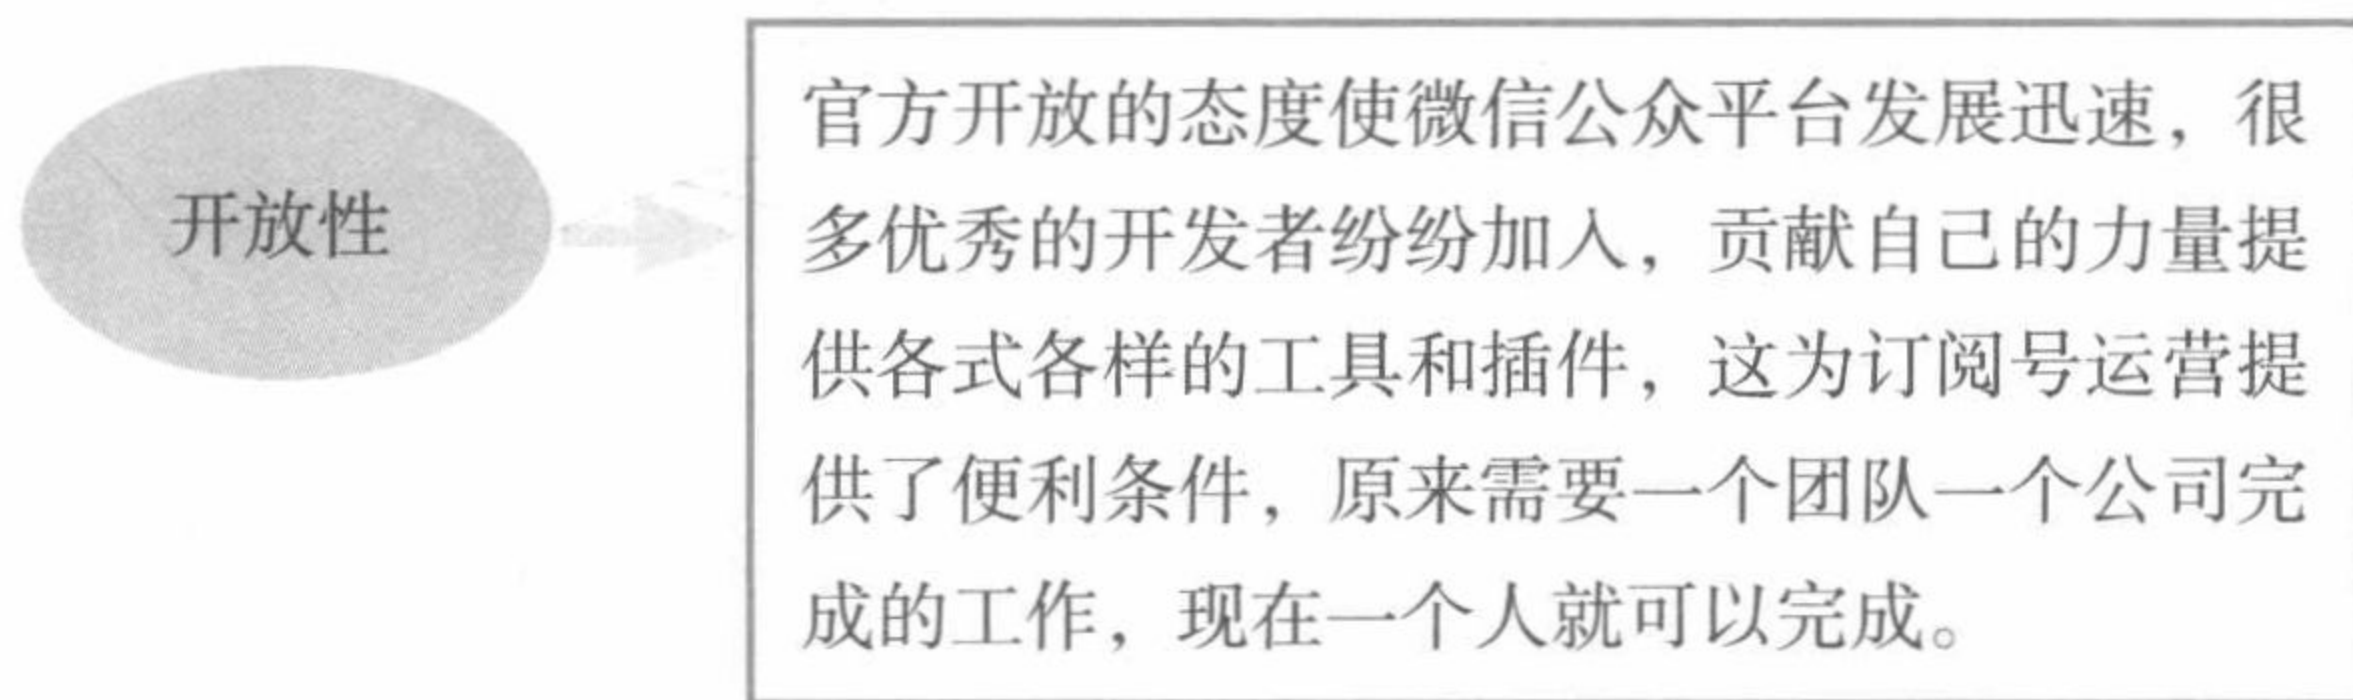 开放性
官方开放的态度使微信公众平台发展迅速，很
多优秀的开发者纷纷加入，贡献自己的力量提
供各式各样的工具和插件，这为订阅号运营提
供了便利条件，原来需要一个团队一个公司完
成的工作，现在一个人就可以完成。